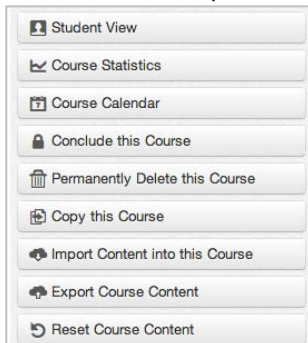 Student View
Course Statistics
Course Calendar
Conclude this Course
Permanently Delete this Course
Copy this Course
Import Content into this Course
Export Course Content
Reset Course Content